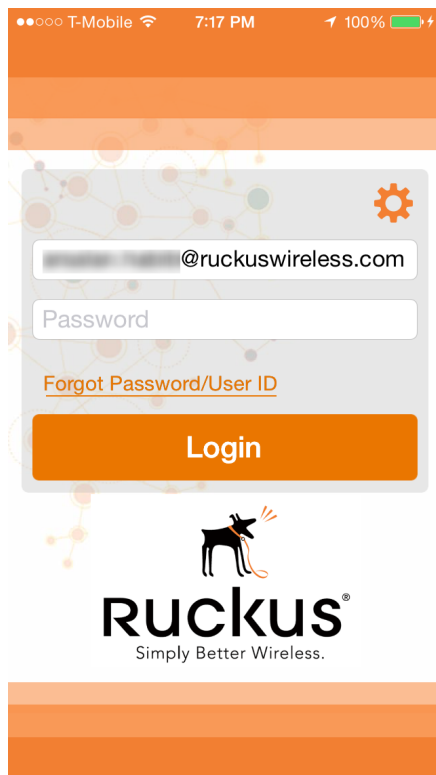 T-Mobile 7:17 PM 100%
@ruckuswireless.com
Password
Forgot Password/User ID
Login
RUCKUS®
Simply Better Wireless.